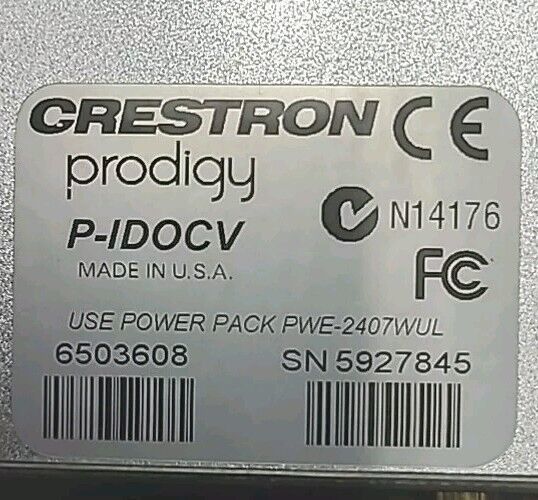 CRESTRON CE
prodigy
P-IDOCV
N14176
MADE IN U.S.A.
FC
USE POWER PACK PWE-2407WUL
6503608 SN 5927845